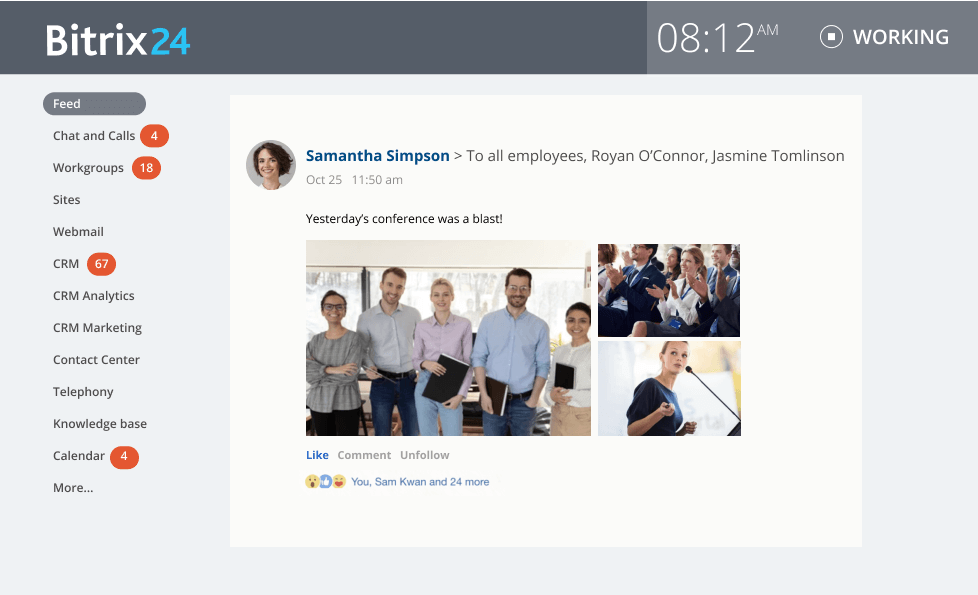 Bitrix24
08:12 AM
WORKING
Feed
Chat and Calls 4
Workgroups 18
Sites
Webmail
CRM 67
CRM Analytics
CRM Marketing
Contact Center
Telephony
Knowledge base
Calendar 4
More...
Samantha Simpson > To all employees, Royan O’Connor, Jasmine Tomlinson
Oct 25 11:50 am
Yesterday’s conference was a blast!
Like Comment Unfollow
You, Sam Kwan and 24 more